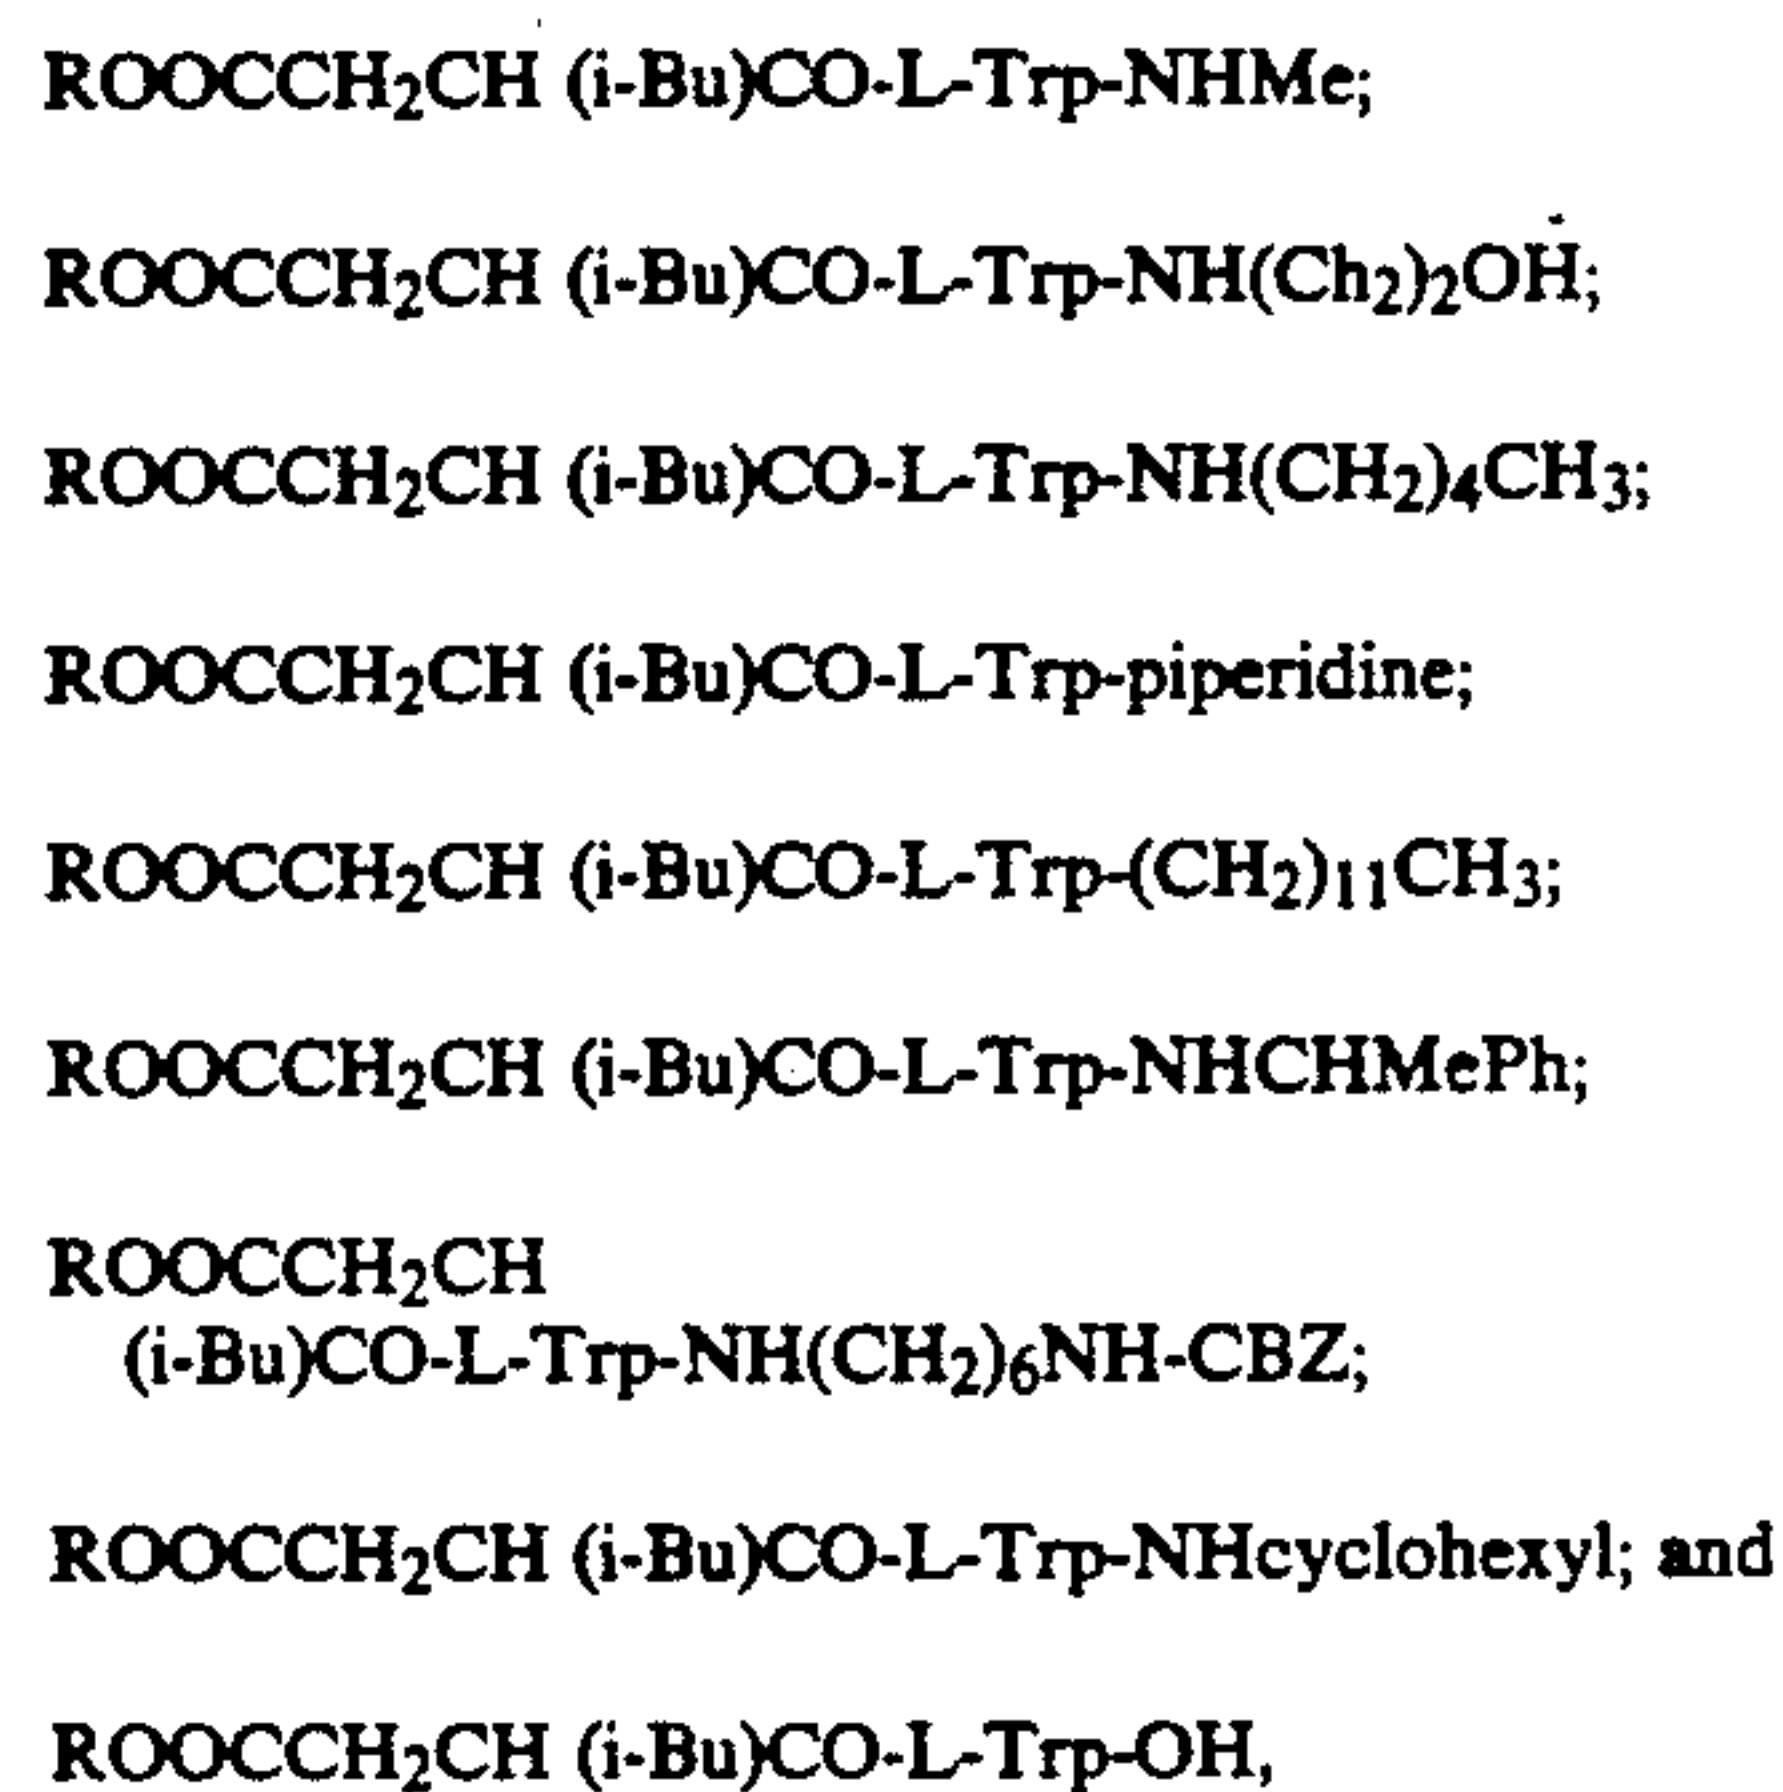 ROOCCH₂CH (i-Bu)CO-L-Trp-NHMe;
ROOCCH₂CH (i-Bu)CO-L-Trp-NH(Ch₂)₂OH;
ROOCCH₂CH (i-Bu)CO-L-Trp-NH(CH₂)₄CH₃;
ROOCCH₂CH (i-Bu)CO-L-Trp-piperidine;
ROOCCH₂CH (i-Bu)CO-L-Trp-(CH₂)₁₁CH₃;
ROOCCH₂CH (i-Bu)CO-L-Trp-NHCHMePh;
ROOCCH₂CH
(i-Bu)CO-L-Trp-NH(CH₂)₆NH-CBZ;
ROOCCH₂CH (i-Bu)CO-L-Trp-NHcyclohexyl; and
ROOCCH₂CH (i-Bu)CO-L-Trp-OH,